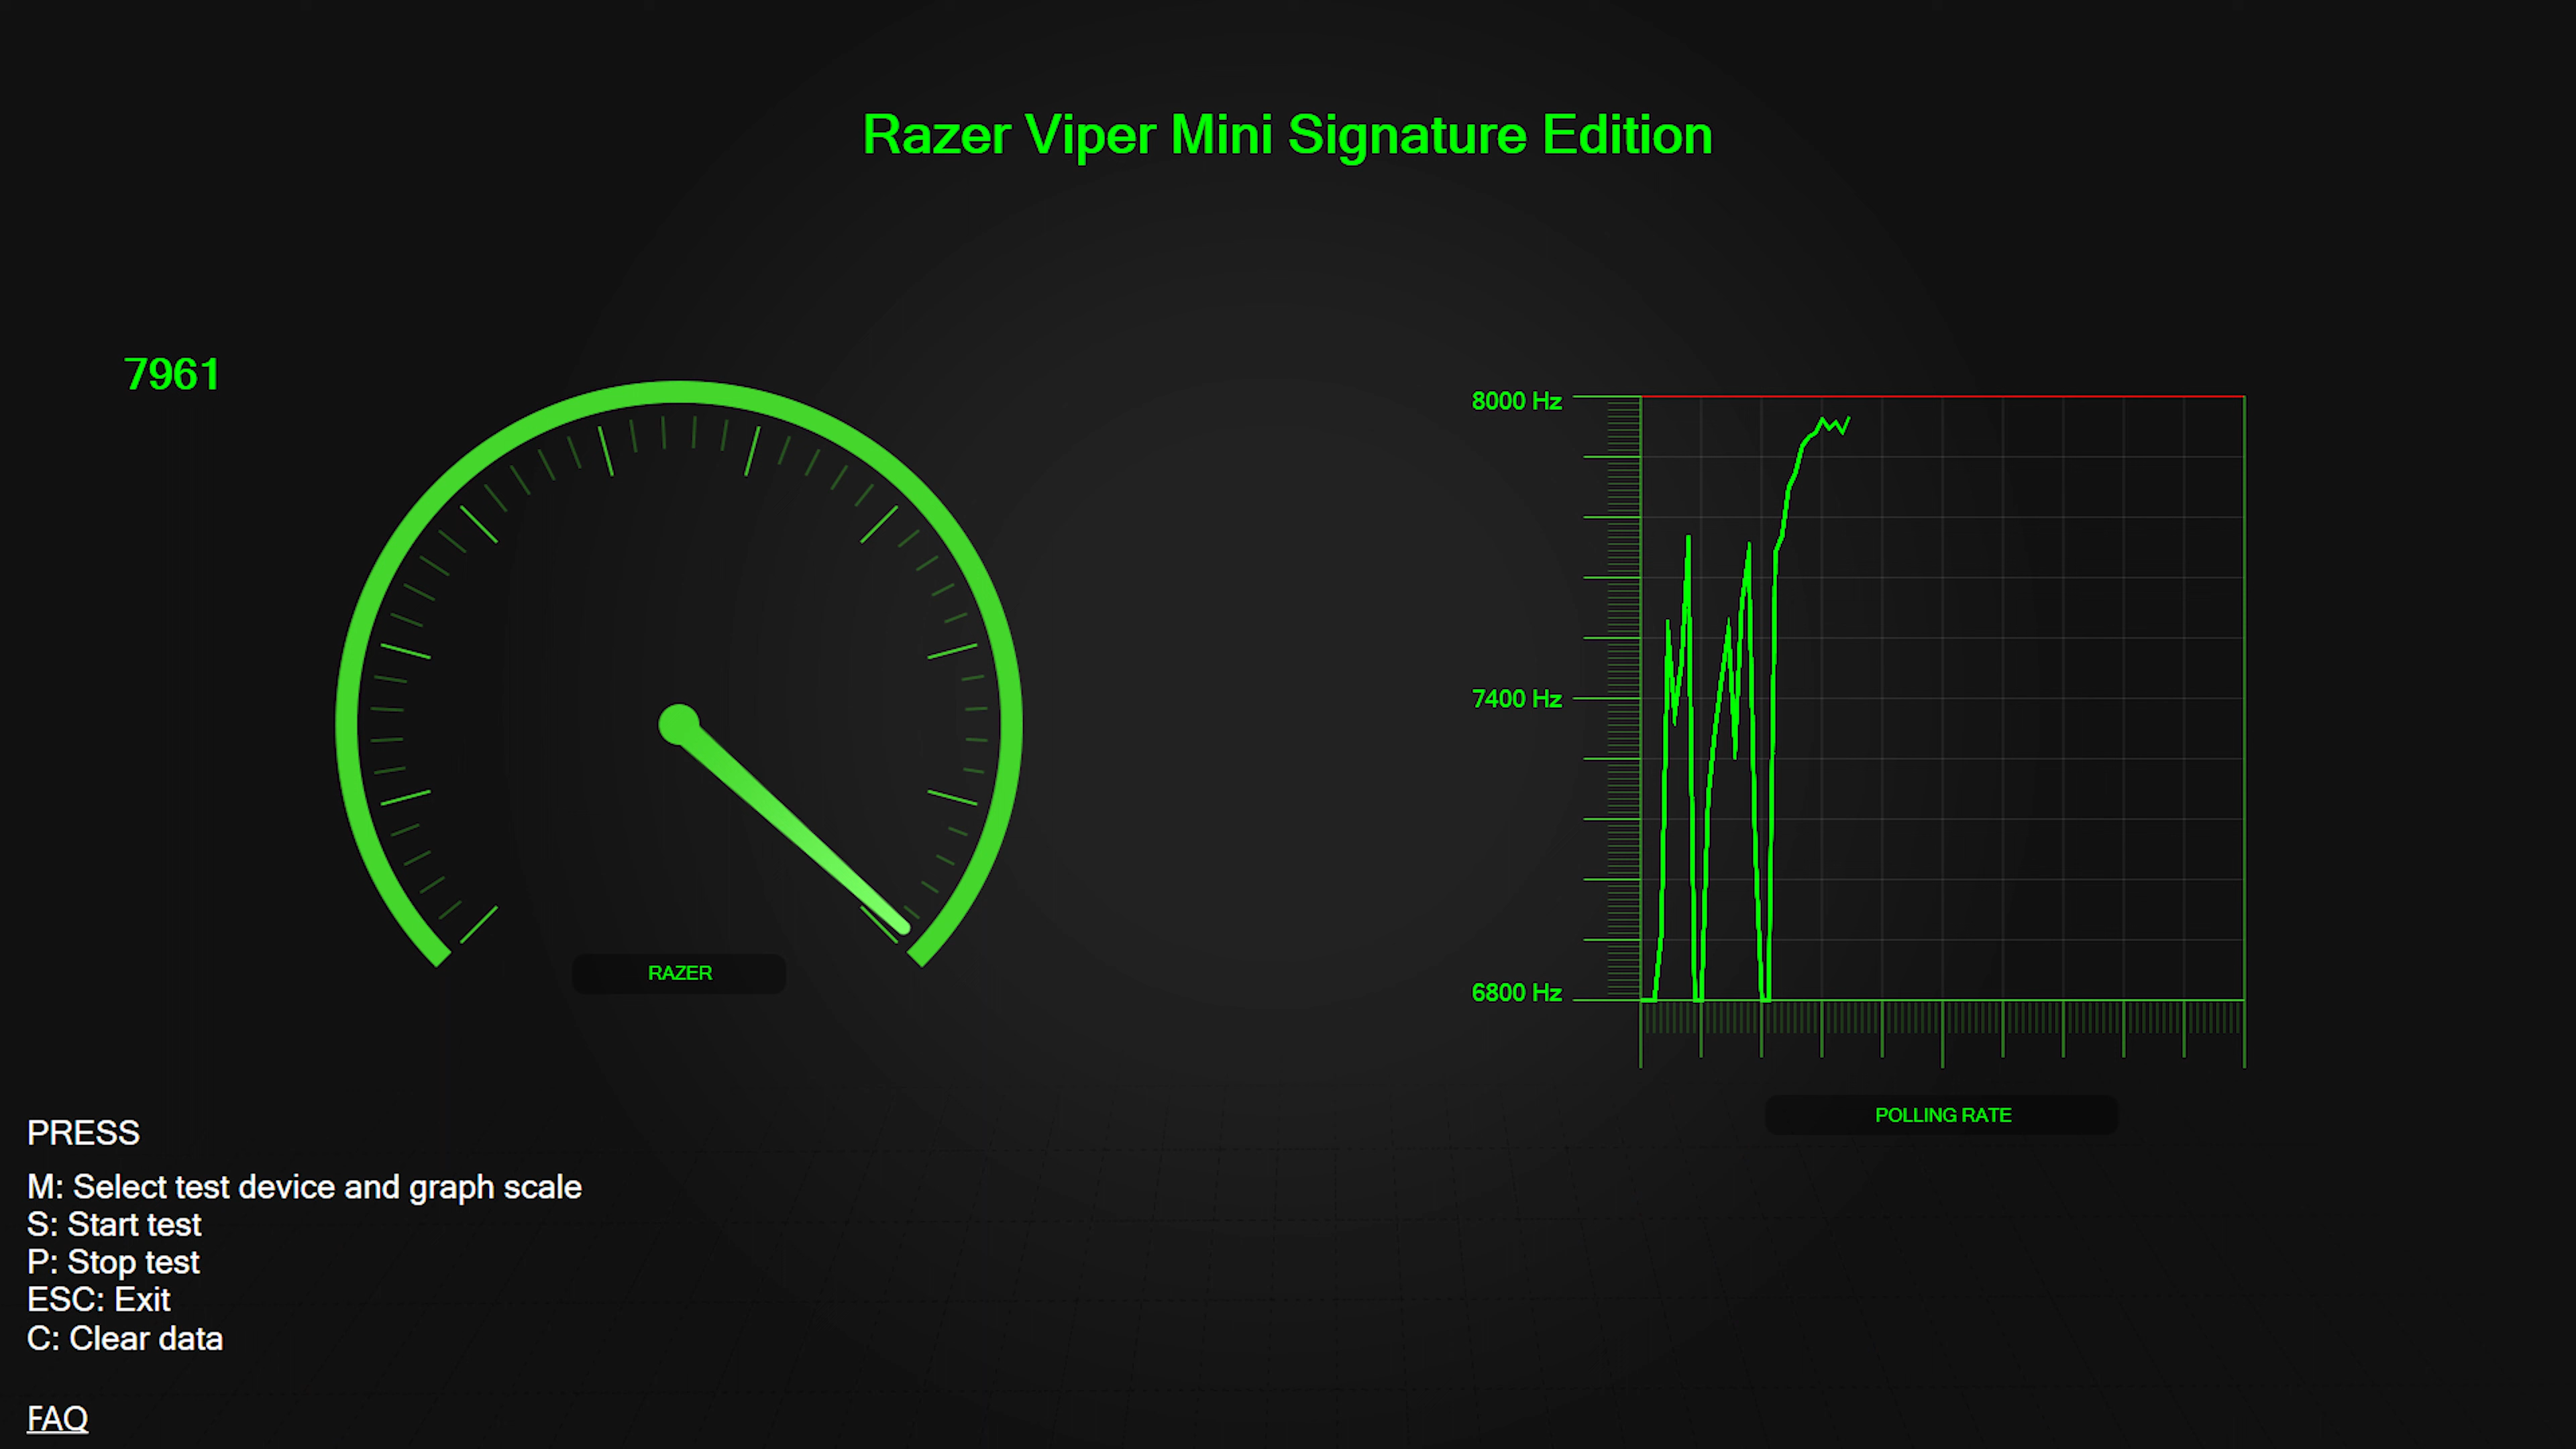 Razer Viper Mini Signature Edition
7961
RAZER
8000 Hz
7400 Hz
6800 Hz
POLLING RATE
PRESS
M: Select test device and graph scale
S: Start test
P: Stop test
ESC: Exit
C: Clear data
FAQ